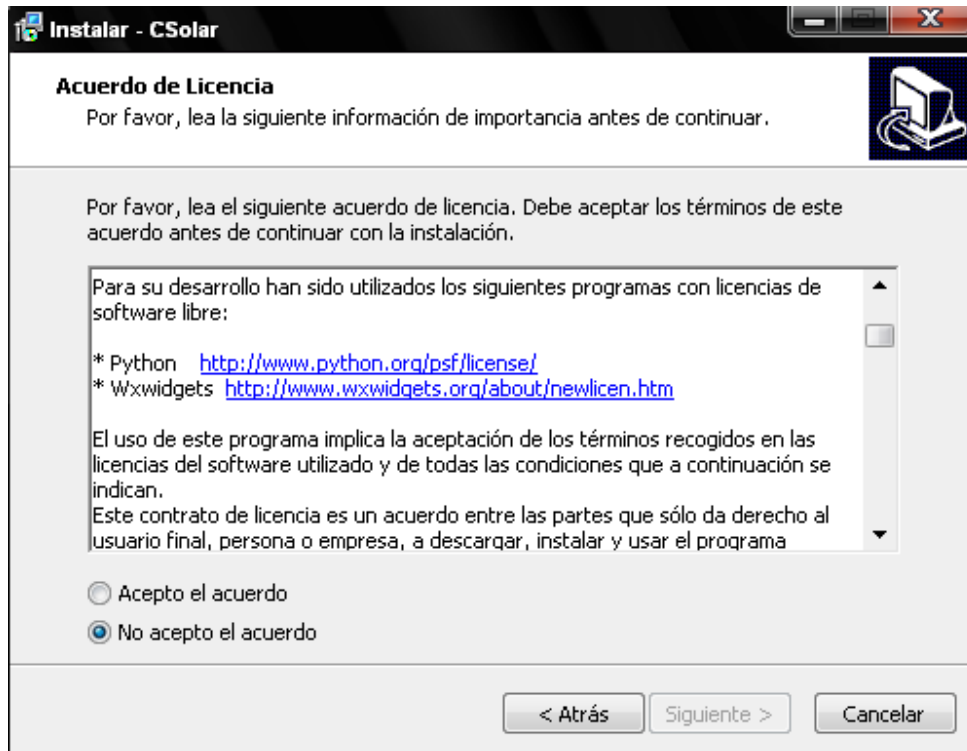 Instalar - CSolar
Acuerdo de Licencia
Por favor, lea la siguiente información de importancia antes de continuar.
Por favor, lea el siguiente acuerdo de licencia. Debe aceptar los términos de este
acuerdo antes de continuar con la instalación.
Para su desarrollo han sido utilizados los siguientes programas con licencias de
software libre:
* Python http://www.python.org/psf/license/
* Wxwidgets http://www.wxwidgets.org/about/newlicen.htm
El uso de este programa implica la aceptación de los términos recogidos en las
licencias del software utilizado y de todas las condiciones que a continuación se
indican.
Este contrato de licencia es un acuerdo entre las partes que sólo da derecho al
usuario final, persona o empresa, a descargar, instalar y usar el programa
Acepto el acuerdo
No acepto el acuerdo
< Atrás
Siguiente >
Cancelar